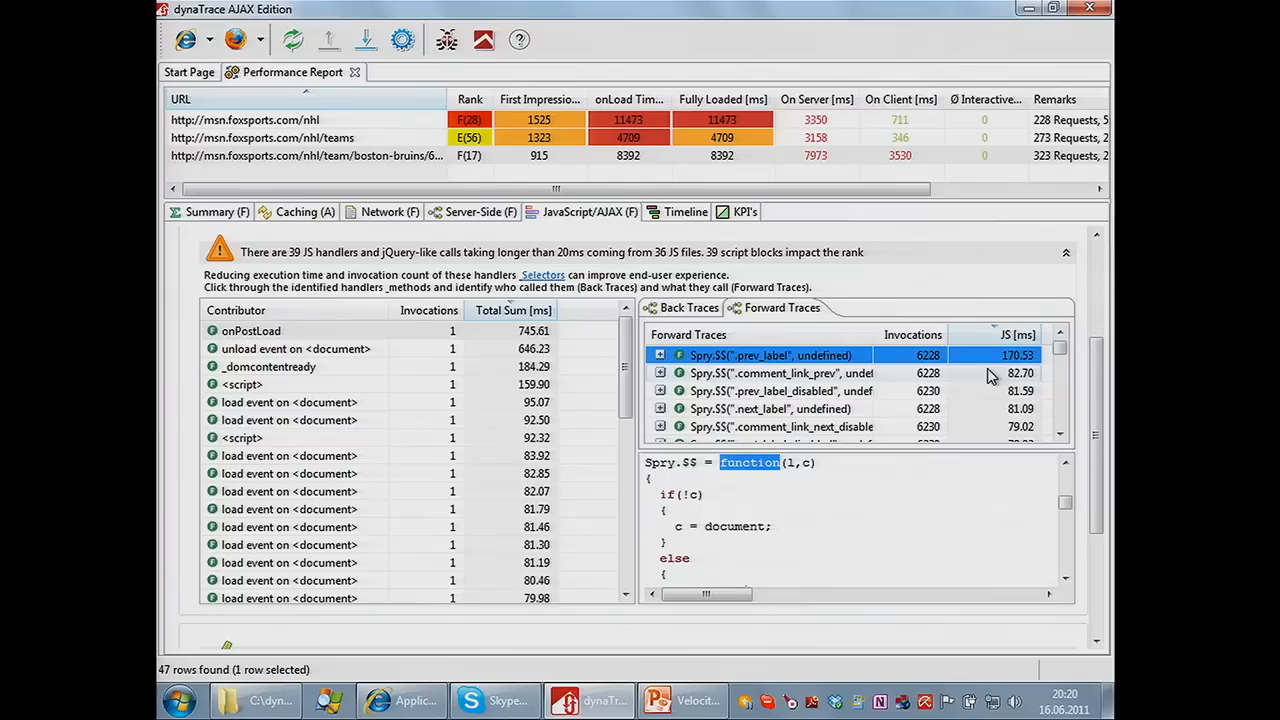 dynaTrace AJAX Edition
Start Page Performance Report
URL Rank First Impressio... onLoad Tim... Fully Loaded [ms] On Server [ms] On Client [ms] Ø Interactive... Remarks
http://msn.foxsports.com/nhl F(28) 1525 11473 11473 3350 711 0 228 Requests, 5
http://msn.foxsports.com/nhl/teams E(56) 1323 4709 4709 3158 346 0 273 Requests, 2
http://msn.foxsports.com/nhl/team/boston-bruins/6... F(17) 915 8392 8392 7973 3530 0 323 Requests, 2
Summary (F) Caching (A) Network (F) Server-Side (F) JavaScript/AJAX (F) Timeline KPI's
There are 39 JS handlers and jQuery-like calls taking longer than 20ms coming from 36 JS files. 39 script blocks impact the rank
Reducing execution time and invocation count of these handlers _Selectors can improve end-user experience.
Click through the identified handlers _methods and identify who called them (Back Traces) and what they call (Forward Traces).
Contributor Invocations Total Sum [ms]
onPostLoad 1 745.61
unload event on <document> 1 646.23
_domcontentready 1 184.29
<script> 1 159.90
load event on <document> 1 95.07
load event on <document> 1 92.50
<script> 1 92.32
load event on <document> 1 83.92
load event on <document> 1 82.85
load event on <document> 1 82.07
load event on <document> 1 81.79
load event on <document> 1 81.46
load event on <document> 1 81.30
load event on <document> 1 81.19
load event on <document> 1 80.46
load event on <document> 1 79.98
Back Traces Forward Traces
Forward Traces Invocations JS [ms]
Spry.$$(".prev_label", undefined) 6228 170.53
Spry.$$(".comment_link_prev", undef 6228 82.70
Spry.$$(".prev_label_disabled", undef 6230 81.59
Spry.$$(".next_label", undefined) 6228 81.09
Spry.$$(".comment_link_next_disable 6230 79.02
Spry.$$ = function(l,c)
{
if(!c)
{
c = document;
}
else
{
47 rows found (1 row selected)
C:\dyn... Applic... Skype... dynaTr... Velocit...
N
20:20
16.06.2011